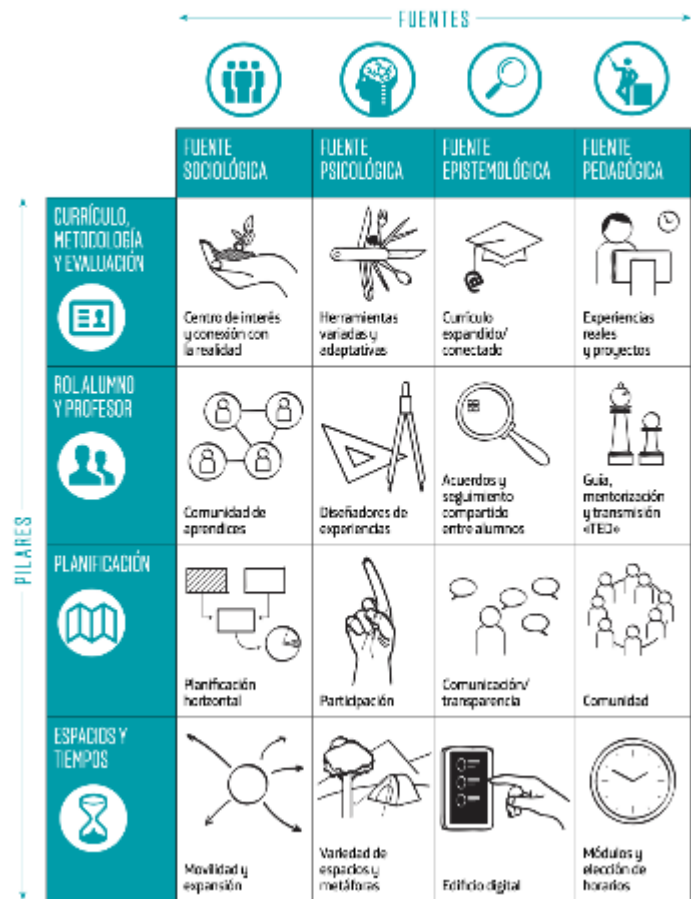 FUENTES
FUENTE
SOCIOLÓGICA
FUENTE
PSICOLÓGICA
FUENTE
EPISTEMOLÓGICA
FUENTE
PEDAGÓGICA
PILARES
CURRÍCULO,
METODOLOGÍA
Y EVALUACIÓN
Centro de interés
y conexión con
la realidad
Herramientas
variadas y
adaptativas
Currículo
expandido/
conectado
Experiencias
reales
y proyectos
ROL ALUMNO
Y PROFESOR
Comunidad de
aprendices
Diseñadores de
experiencias
Acuerdos y
seguimiento
compartido
entre alumnos
Guía,
mentorización
y transmisión
«TED»
PLANIFICACIÓN
Planificación
horizontal
Participación
Comunicación/
transparencia
Comunidad
ESPACIOS Y
TIEMPOS
Movilidad y
expansión
Variedad de
espacios y
metáforas
Edificio digital
Módulos y
elección de
horarios